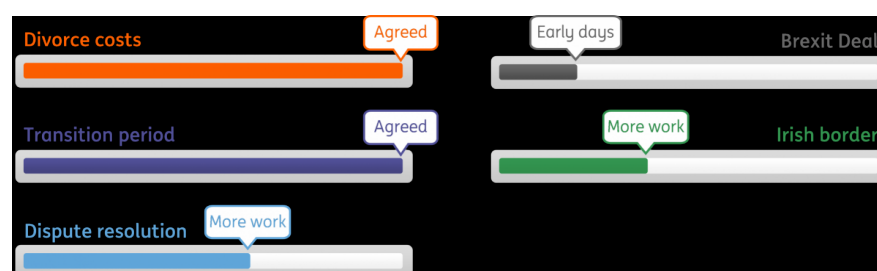 Divorce costs
Agreed
Early days
Brexit Deal
Transition period
Agreed
More work
Irish border
Dispute resolution
More work